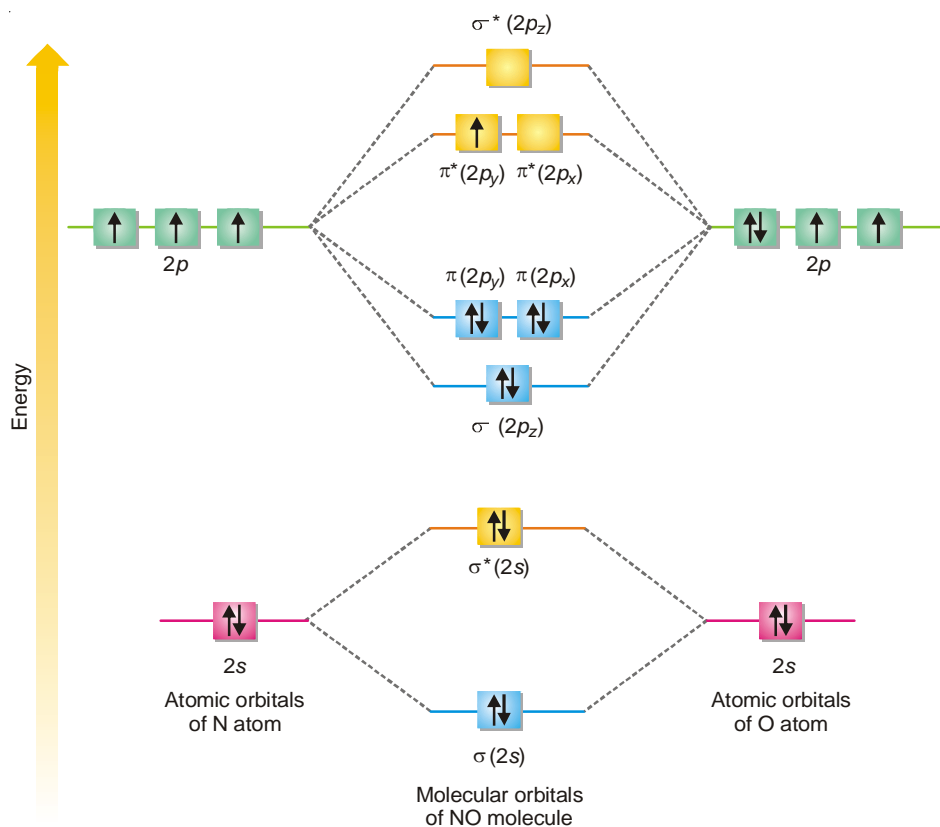 σ*(2pz)
π*(2py) π*(2px)
2p
2p
π(2py) π(2px)
σ (2pz)
Energy
σ*(2s)
2s
2s
Atomic orbitals
of N atom
Atomic orbitals
of O atom
σ(2s)
Molecular orbitals
of NO molecule